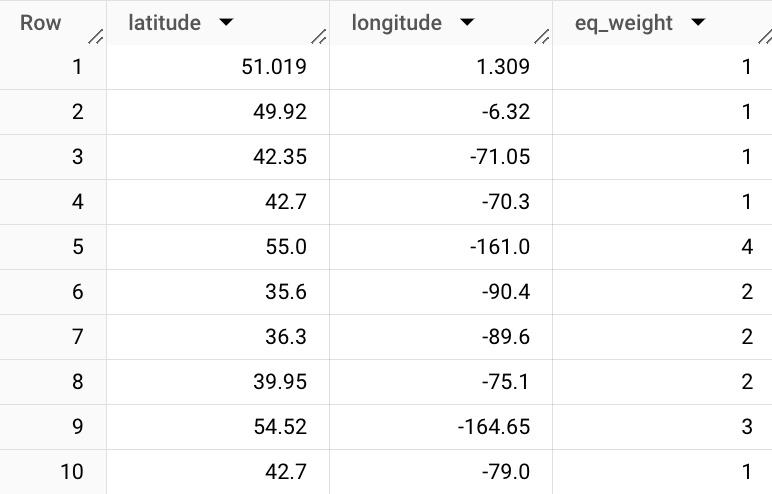 Row latitude longitude eq_weight
1 51.019 1.309 1
2 49.92 -6.32 1
3 42.35 -71.05 1
4 42.7 -70.3 1
5 55.0 -161.0 4
6 35.6 -90.4 2
7 36.3 -89.6 2
8 39.95 -75.1 2
9 54.52 -164.65 3
10 42.7 -79.0 1